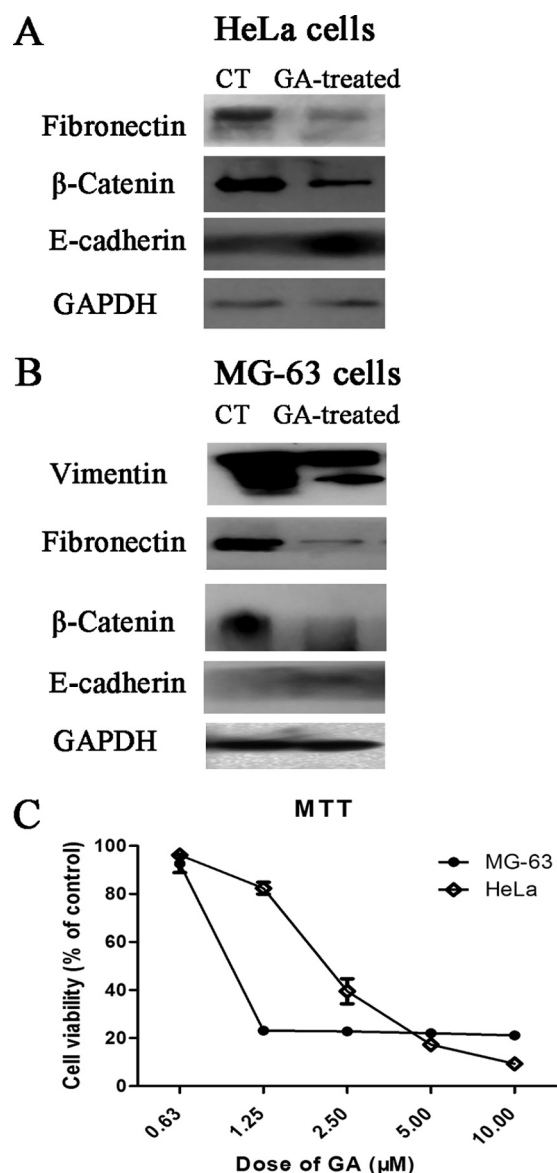 A
HeLa cells
CT GA-treated
Fibronectin
β-Catenin
E-cadherin
GAPDH
B
MG-63 cells
CT GA-treated
Vimentin
Fibronectin
β-Catenin
E-cadherin
GAPDH
C
MTT
Cell viability (% of control)
100
80
60
40
20
0
MG-63
HeLa
0.63 1.25 2.50 5.00 10.00
Dose of GA (μM)